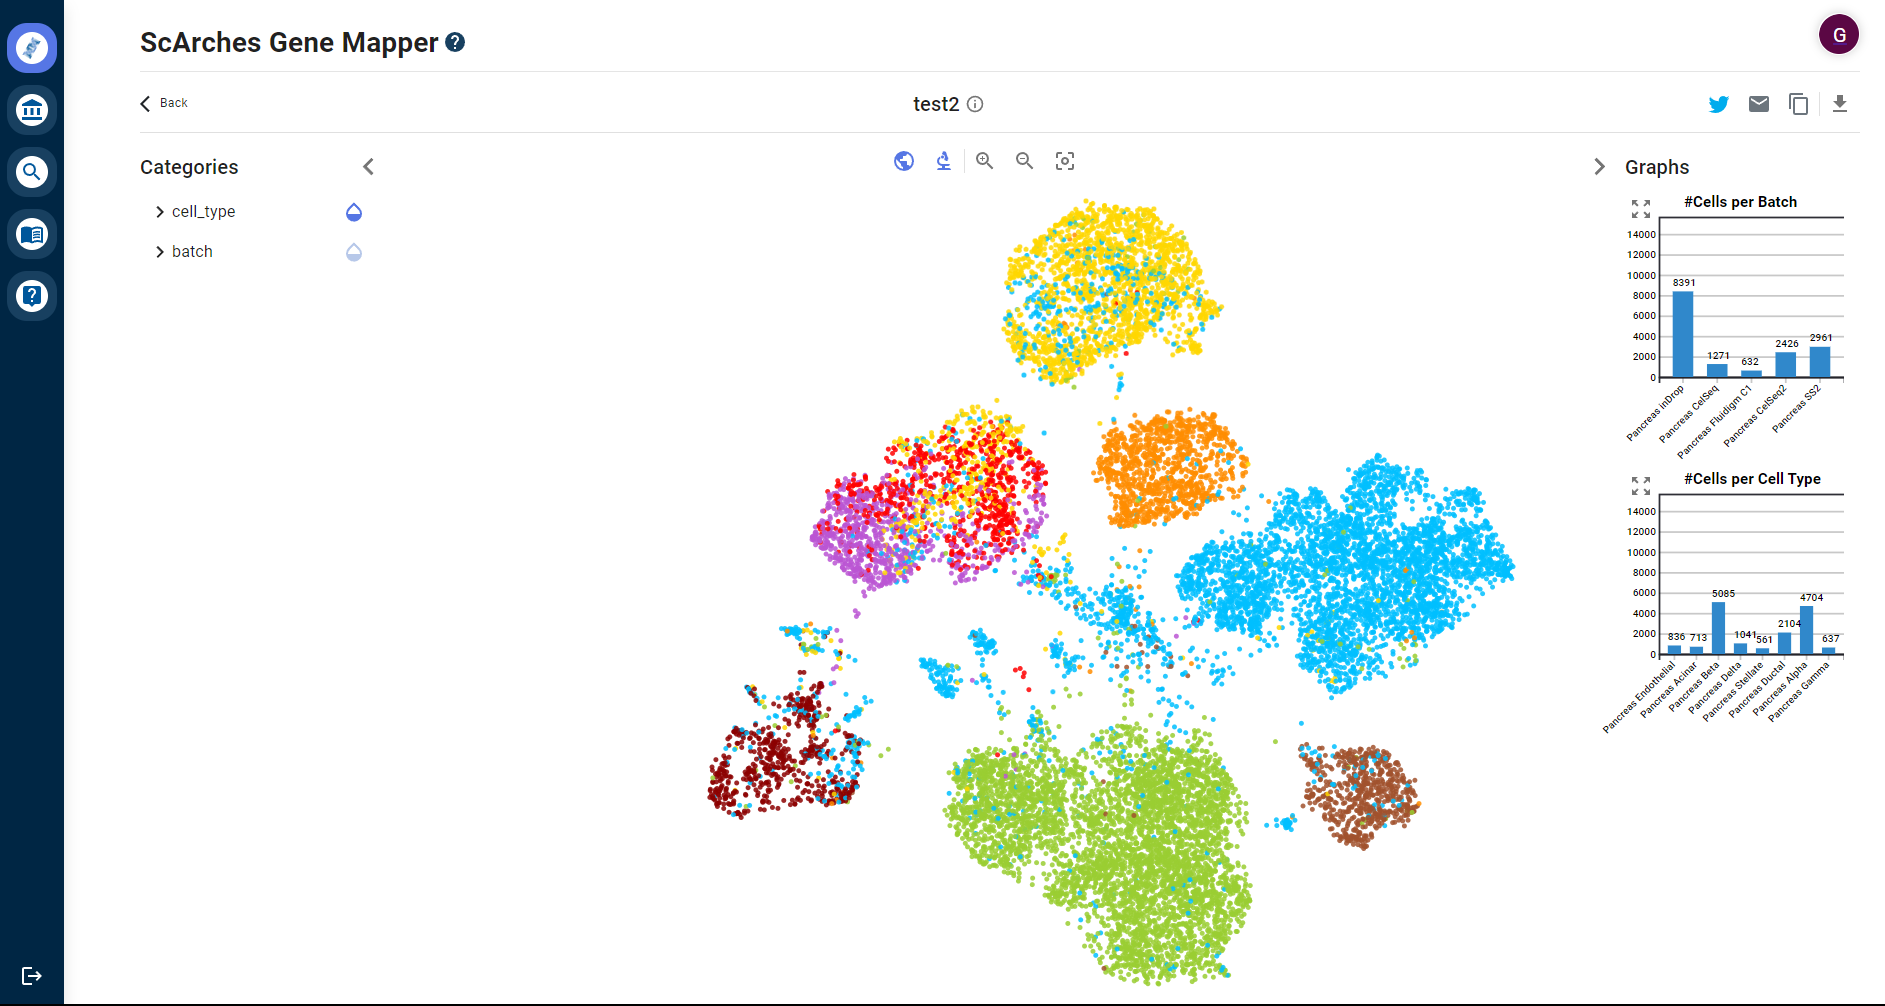 ScArches Gene Mapper ?
G
Back
test2
Categories
cell_type
batch
Graphs
#Cells per Batch
14000
12000
10000
8000
6000
4000
2000
0
8391
1271
632
2426
2961
Pancreas inDrop
Pancreas CelSeq
Pancreas Fluidigm C1
Pancreas CelSeq2
Pancreas SS2
#Cells per Cell Type
14000
12000
10000
8000
6000
4000
2000
0
836
713
5085
1041
561
2104
4704
637
Pancreas Endothelial
Pancreas Acinar
Pancreas Beta
Pancreas Delta
Pancreas Stellate
Pancreas Ductal
Pancreas Alpha
Pancreas Gamma